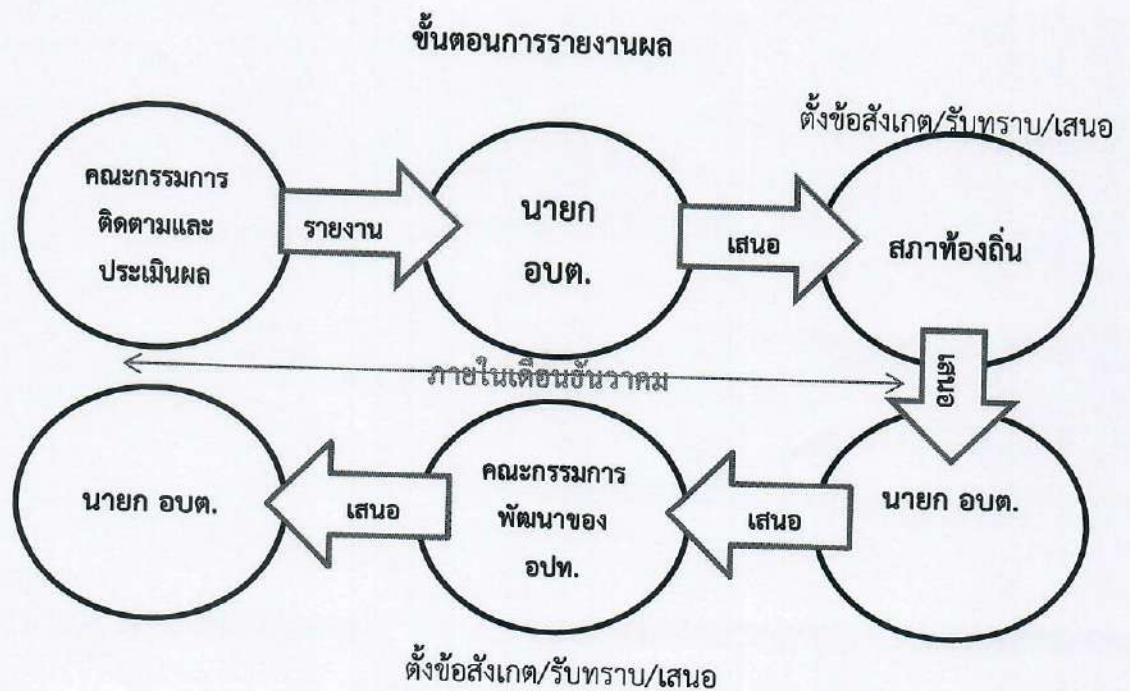 ขั้นตอนการรายงานผล
ตั้งข้อสังเกต/รับทราบ/เสนอ
คณะกรรมการ
ติดตามและ
ประเมินผล
รายงาน
นายก
อบต.
เสนอ
สภาท้องถิ่น
เสนอ
ภายในเดือนธันวาคม
นายก อบต.
เสนอ
คณะกรรมการ
พัฒนาของ
อปท.
เสนอ
นายก อบต.
ตั้งข้อสังเกต/รับทราบ/เสนอ